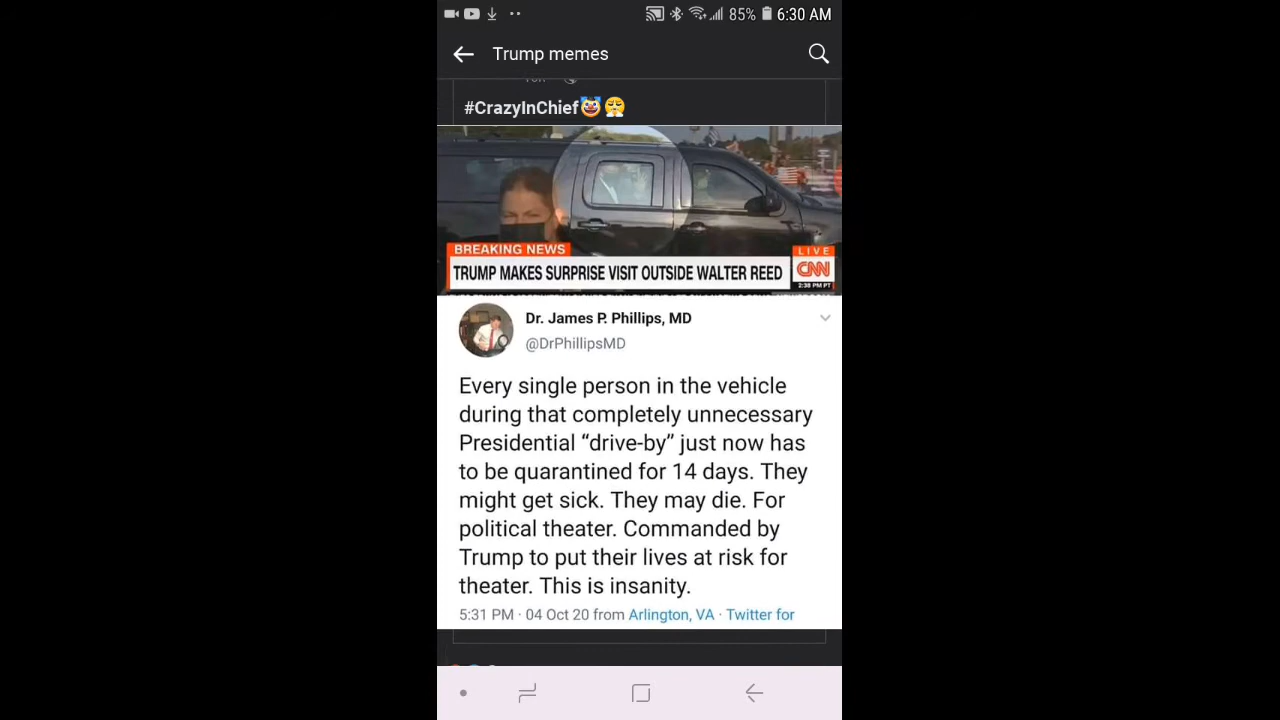 85% 6:30 AM
Trump memes
#CrazyInChief🤡😤
BREAKING NEWS
LIVE
TRUMP MAKES SURPRISE VISIT OUTSIDE WALTER REED
CNN
2:38 PM PT
Dr. James P. Phillips, MD
@DrPhillipsMD
Every single person in the vehicle
during that completely unnecessary
Presidential “drive-by” just now has
to be quarantined for 14 days. They
might get sick. They may die. For
political theater. Commanded by
Trump to put their lives at risk for
theater. This is insanity.
5:31 PM · 04 Oct 20 from Arlington, VA · Twitter for